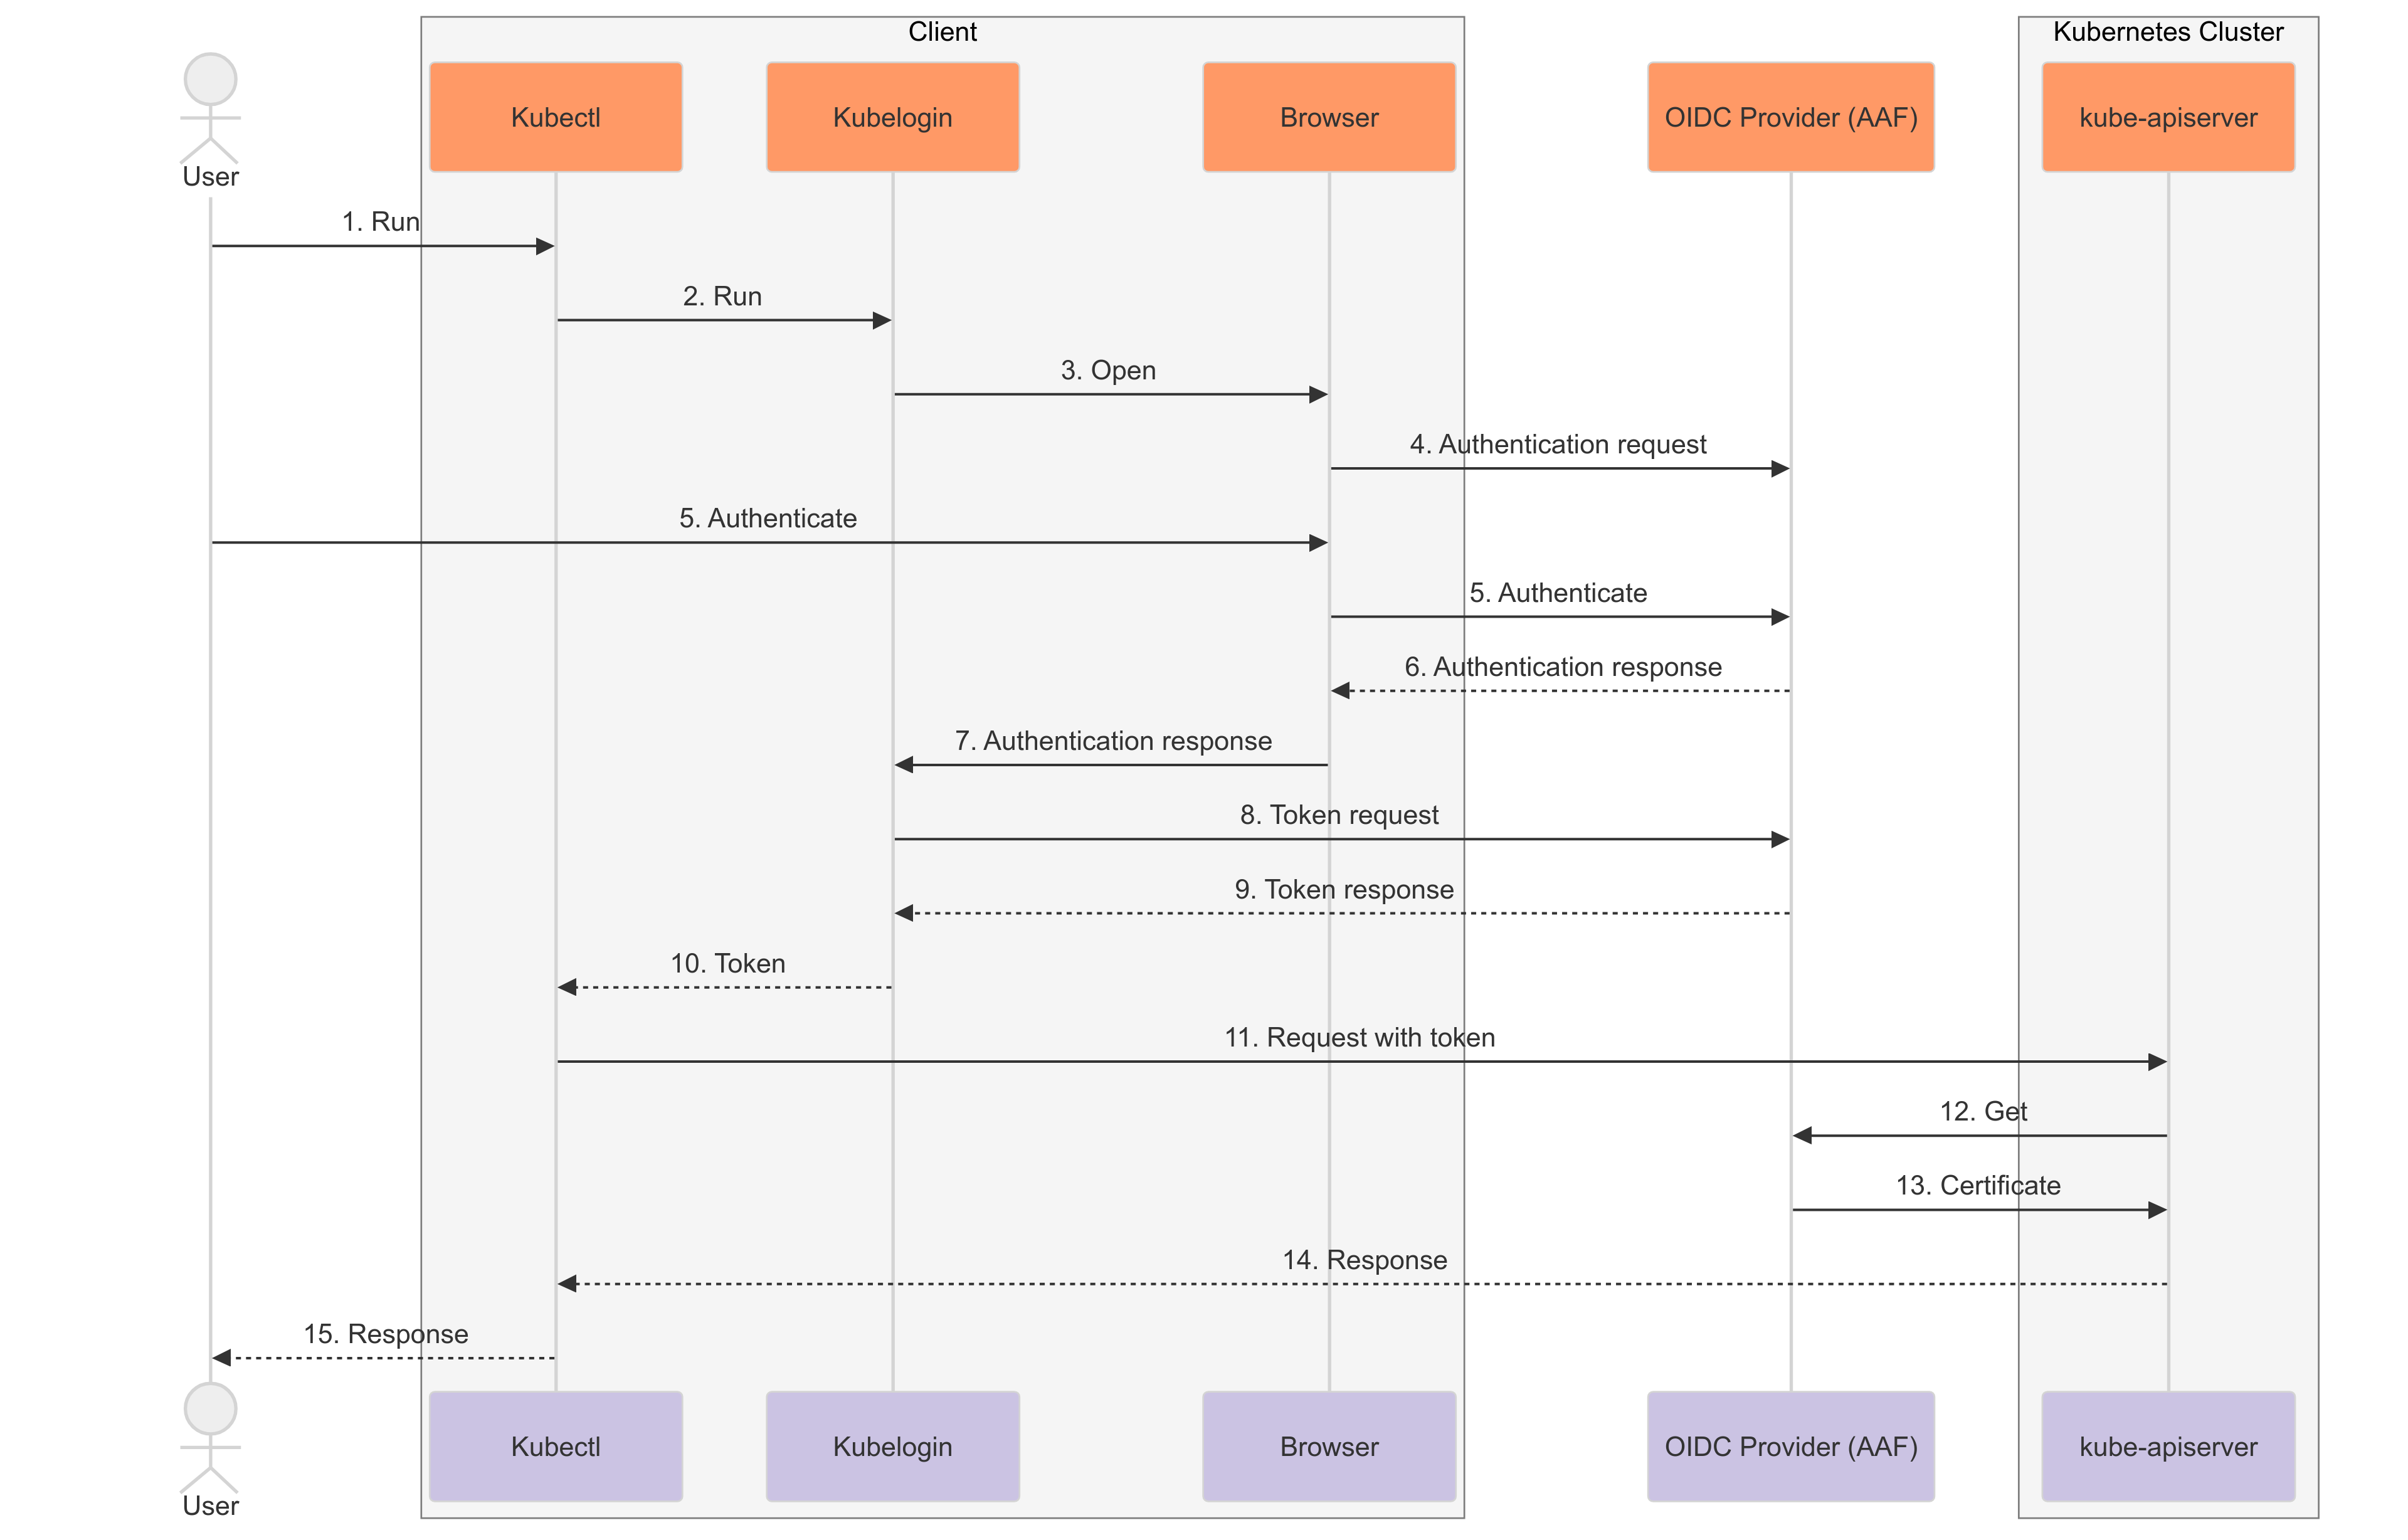 Client
Kubernetes Cluster
User
Kubectl
Kubelogin
Browser
OIDC Provider (AAF)
kube-apiserver
1. Run
2. Run
3. Open
4. Authentication request
5. Authenticate
5. Authenticate
6. Authentication response
7. Authentication response
8. Token request
9. Token response
10. Token
11. Request with token
12. Get
13. Certificate
14. Response
15. Response
User
Kubectl
Kubelogin
Browser
OIDC Provider (AAF)
kube-apiserver